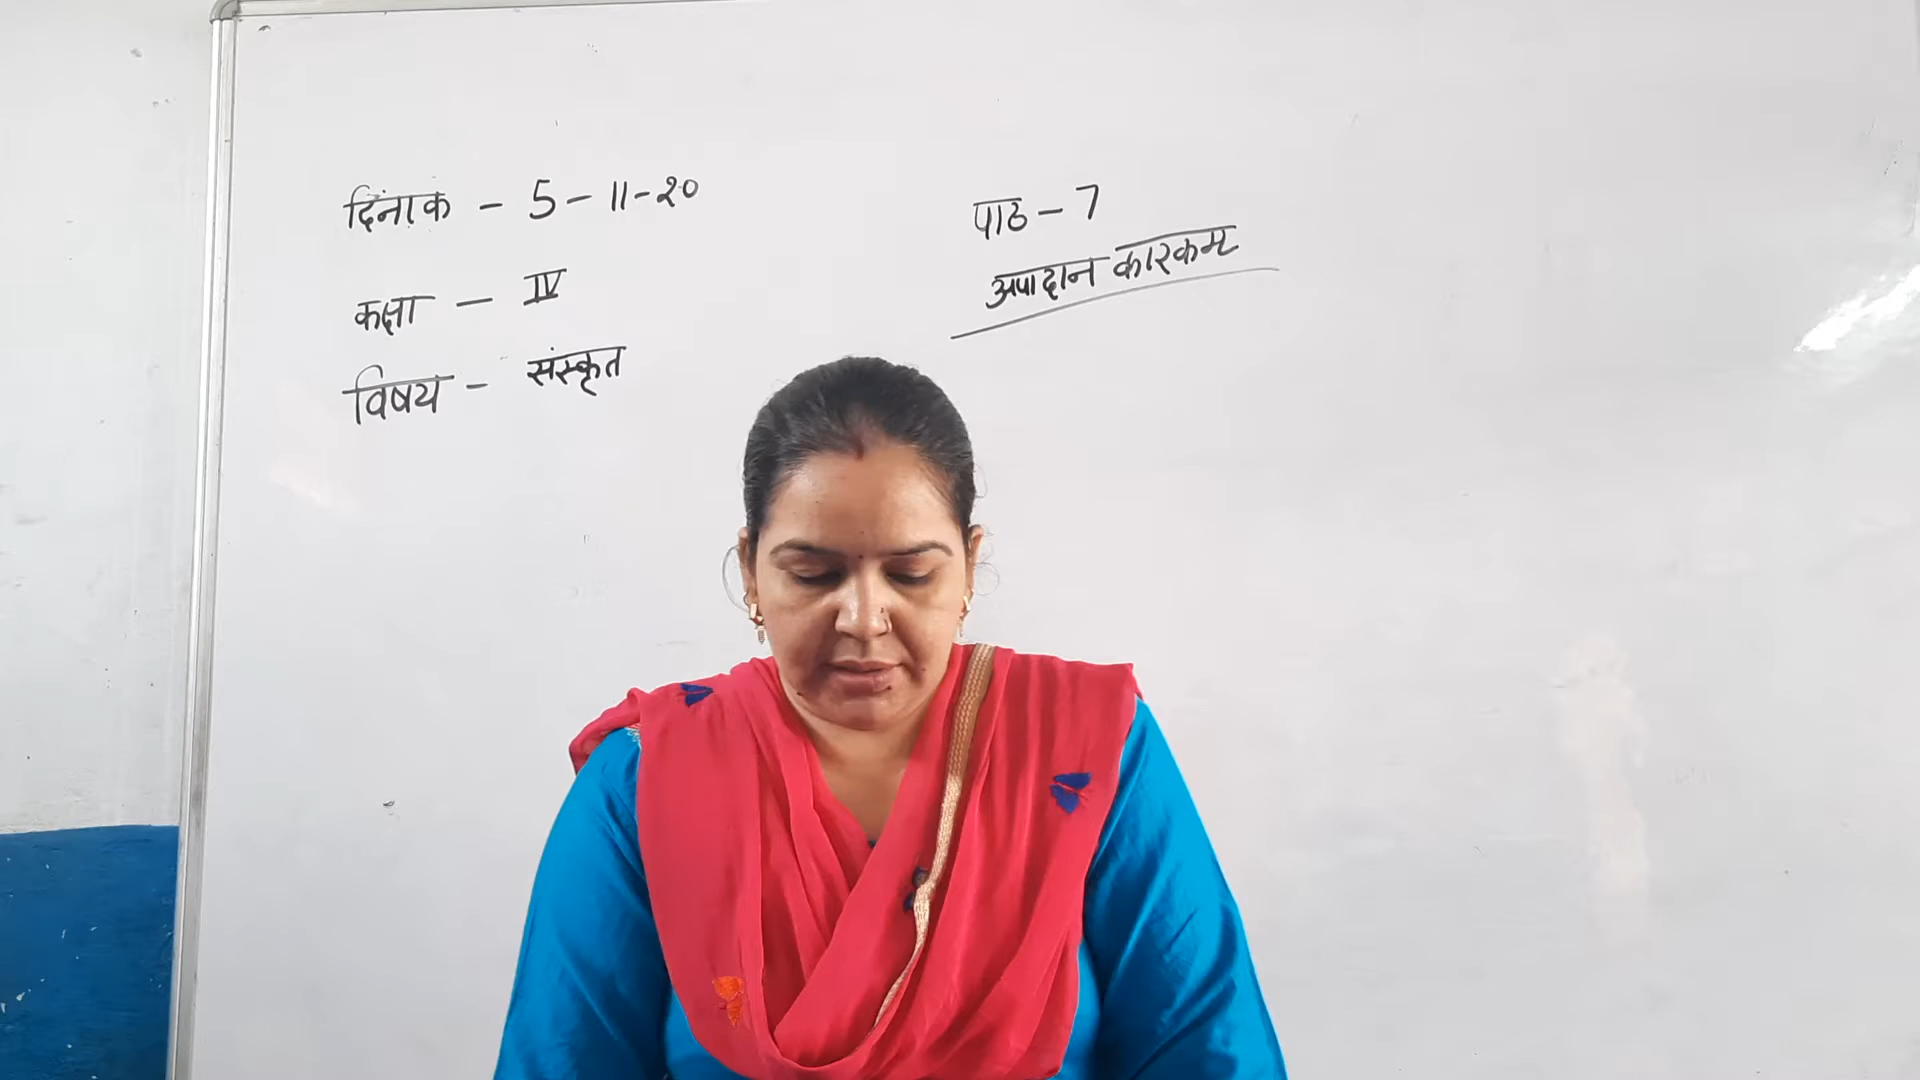 दिंनाक - 5-11-20
कक्षा - IV
विषय - संस्कृत
पाठ - 7
अपादान कारकम्